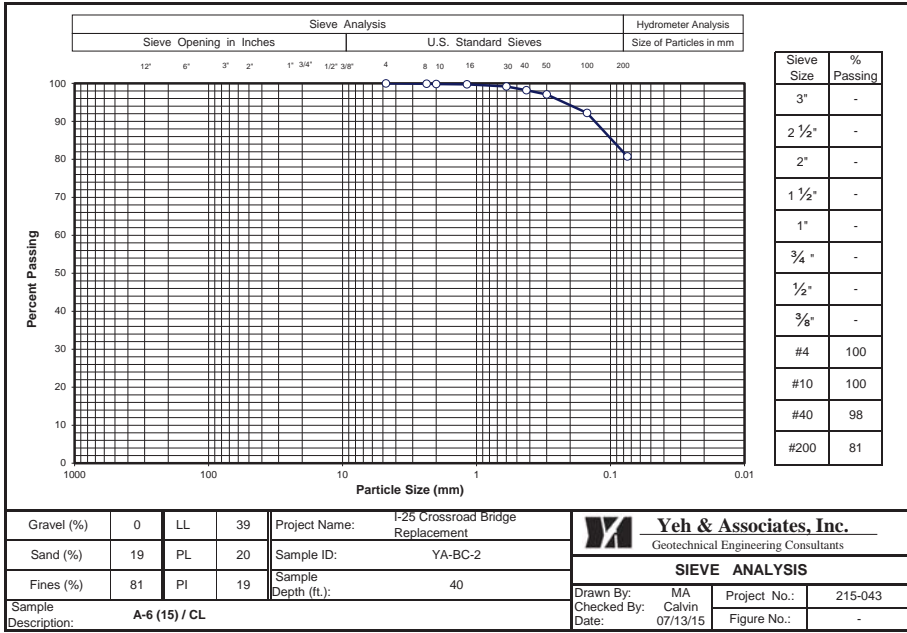 Sieve Analysis
Hydrometer Analysis
Sieve Opening in Inches
U.S. Standard Sieves
Size of Particles in mm
12" 6" 3" 2" 1" 3/4" 1/2" 3/8" 4 8 10 16 30 40 50 100 200
100
90
80
70
60
50
40
30
20
10
0
Percent Passing
1000 100 10 1 0.1 0.01
Particle Size (mm)
Sieve Size % Passing
3" -
2 ½" -
2" -
1 ½" -
1" -
¾ " -
½" -
⅜" -
#4 100
#10 100
#40 98
#200 81
Gravel (%) 0 LL 39
Sand (%) 19 PL 20
Fines (%) 81 PI 19
Sample Description: A-6 (15) / CL
Project Name: I-25 Crossroad Bridge Replacement
Sample ID: YA-BC-2
Sample Depth (ft.): 40
Yeh & Associates, Inc.
Geotechnical Engineering Consultants
SIEVE ANALYSIS
Drawn By: MA
Checked By: Calvin
Date: 07/13/15
Project No.: 215-043
Figure No.: -